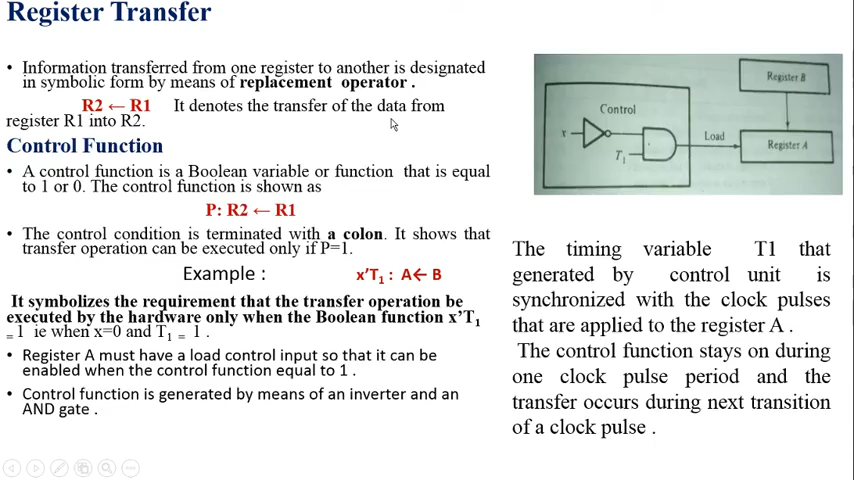 Register Transfer
• Information transferred from one register to another is designated
in symbolic form by means of replacement operator .
R2 ← R1 It denotes the transfer of the data from
register R1 into R2.
Control Function
• A control function is a Boolean variable or function that is equal
to 1 or 0. The control function is shown as
P: R2 ← R1
• The control condition is terminated with a colon. It shows that
transfer operation can be executed only if P=1.
Example : x’T₁ : A← B
It symbolizes the requirement that the transfer operation be
executed by the hardware only when the Boolean function x’T₁
= 1 ie when x=0 and T₁ = 1 .
• Register A must have a load control input so that it can be
enabled when the control function equal to 1 .
• Control function is generated by means of an inverter and an
AND gate .
Register B
Control
x
T₁
Load
Register A
The timing variable T1 that
generated by control unit is
synchronized with the clock pulses
that are applied to the register A .
The control function stays on during
one clock pulse period and the
transfer occurs during next transition
of a clock pulse .